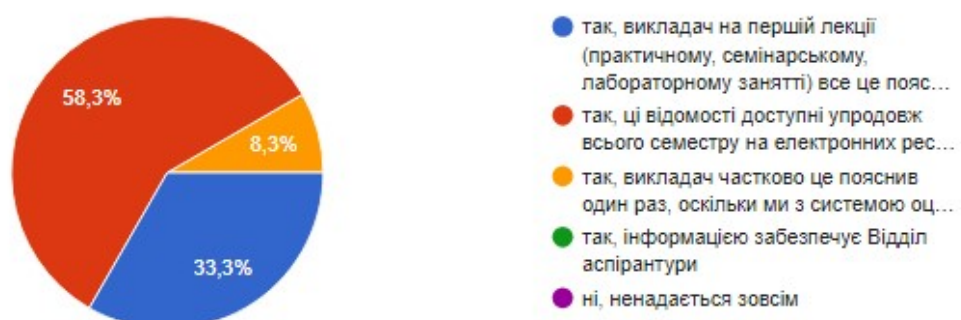 58,3%
8,3%
33,3%
так, викладач на першій лекції
(практичному, семінарському,
лабораторному занятті) все це пояс...
так, ці відомості доступні упродовж
всього семестру на електронних рес...
так, викладач частково це пояснив
один раз, оскільки ми з системою оц...
так, інформацією забезпечує Відділ
аспірантури
ні, ненадається зовсім